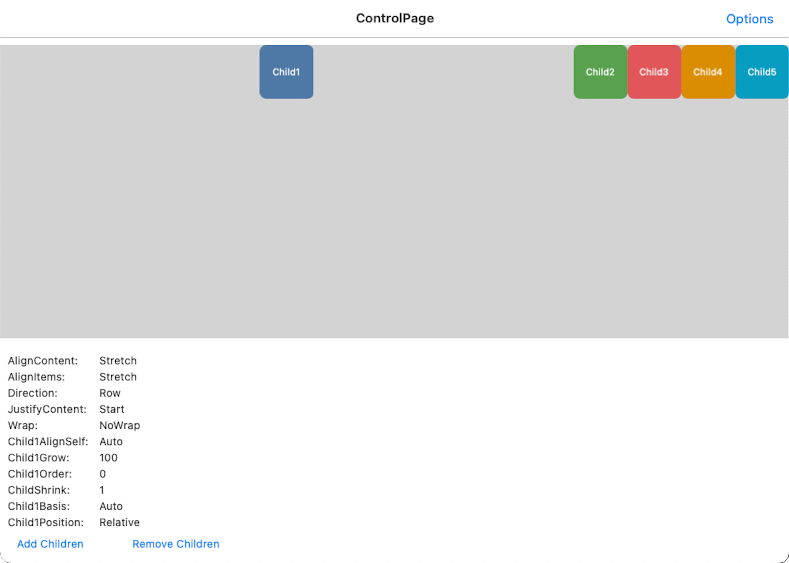 ControlPage
Options
Child1
Child2
Child3
Child4
Child5
AlignContent: Stretch
AlignItems: Stretch
Direction: Row
JustifyContent: Start
Wrap: NoWrap
Child1AlignSelf: Auto
Child1Grow: 100
Child1Order: 0
ChildShrink: 1
Child1Basis: Auto
Child1Position: Relative
Add Children Remove Children